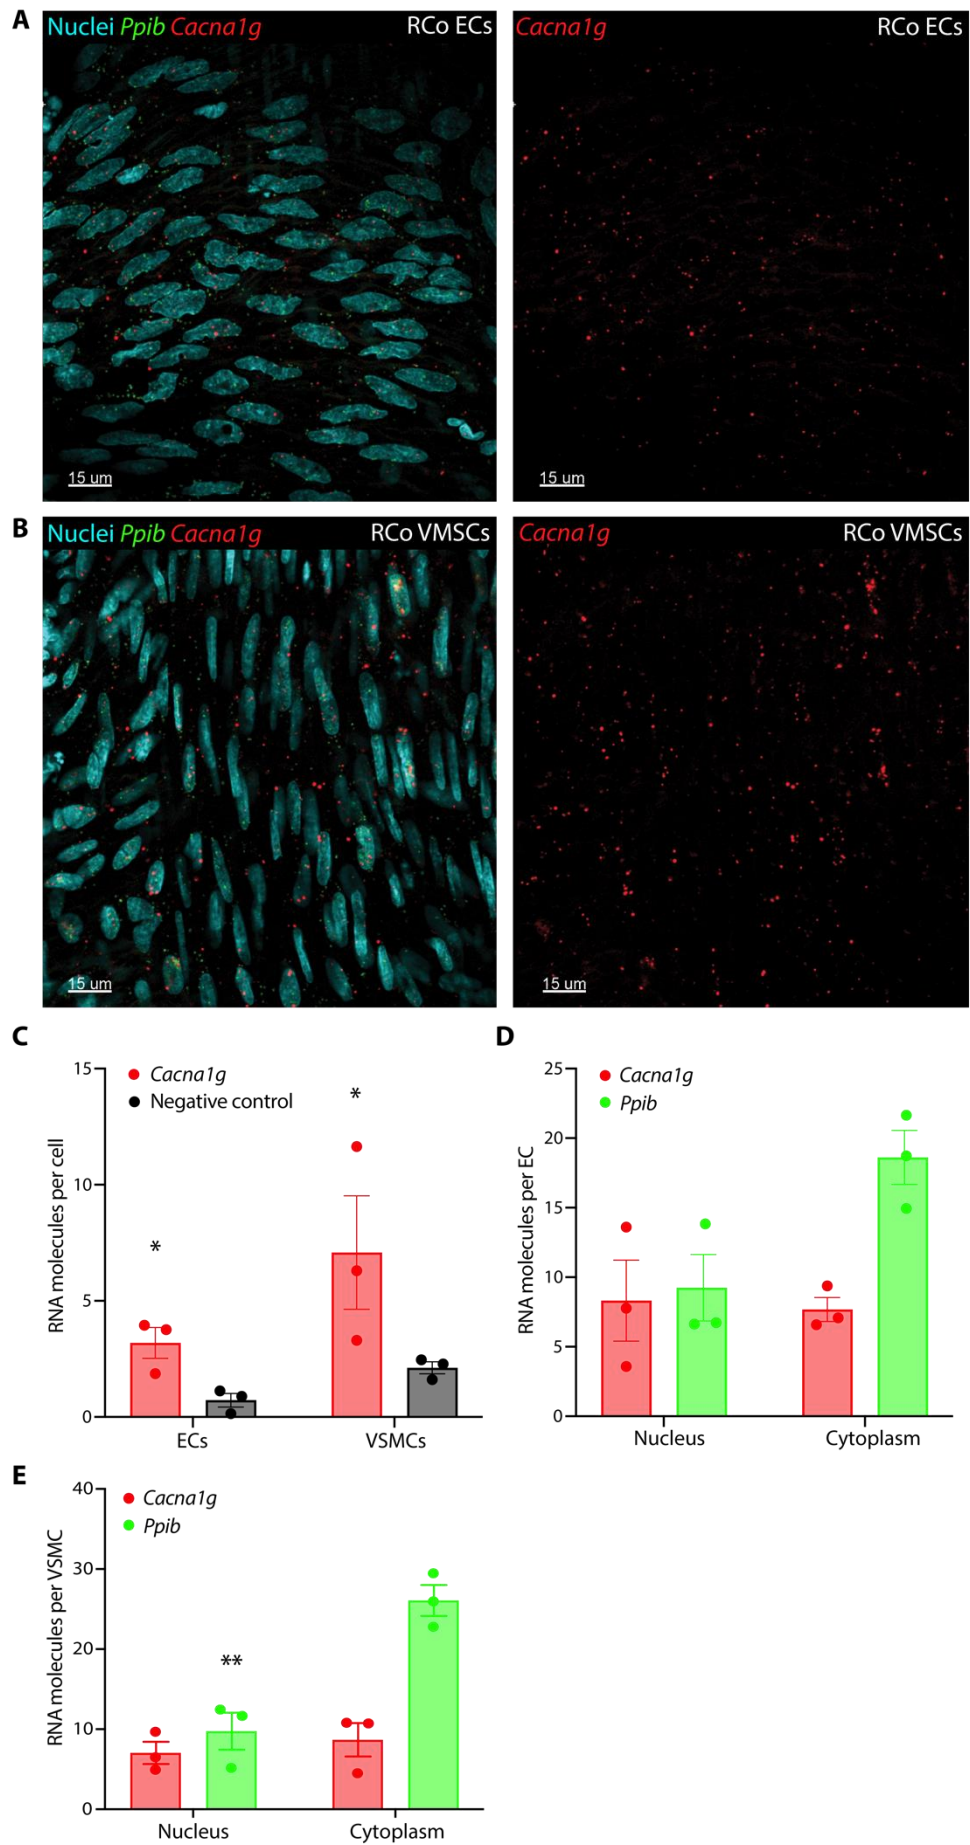 A
Nuclei Ppib Cacna1g RCo ECs
Cacna1g RCo ECs
15 um
15 um
B
Nuclei Ppib Cacna1g RCo VMSCs
Cacna1g RCo VMSCs
15 um
15 um
C
RNA molecules per cell
15
10
5
0
Cacna1g
Negative control
*
*
ECs
VSMCs
D
RNA molecules per EC
25
20
15
10
5
0
Cacna1g
Ppib
Nucleus
Cytoplasm
E
RNA molecules per VSMC
40
30
20
10
0
Cacna1g
Ppib
**
Nucleus
Cytoplasm